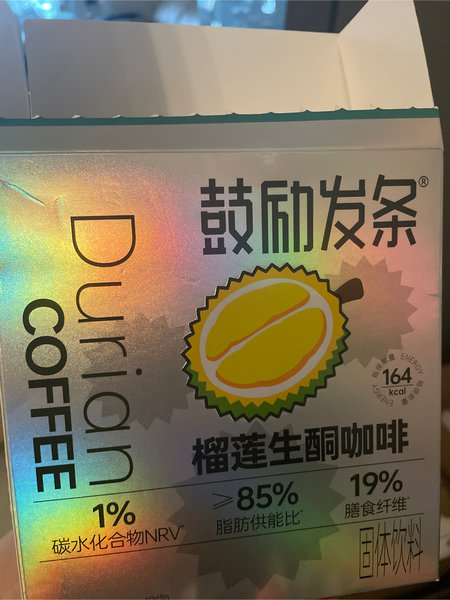 鼓励发条®
Durian
COFFEE
ENERGY
164
kcal
ENERGY
榴莲生酮咖啡
1%
碳水化合物NRV*
≥85%
脂肪供能比*
19%
膳食纤维*
固体饮料